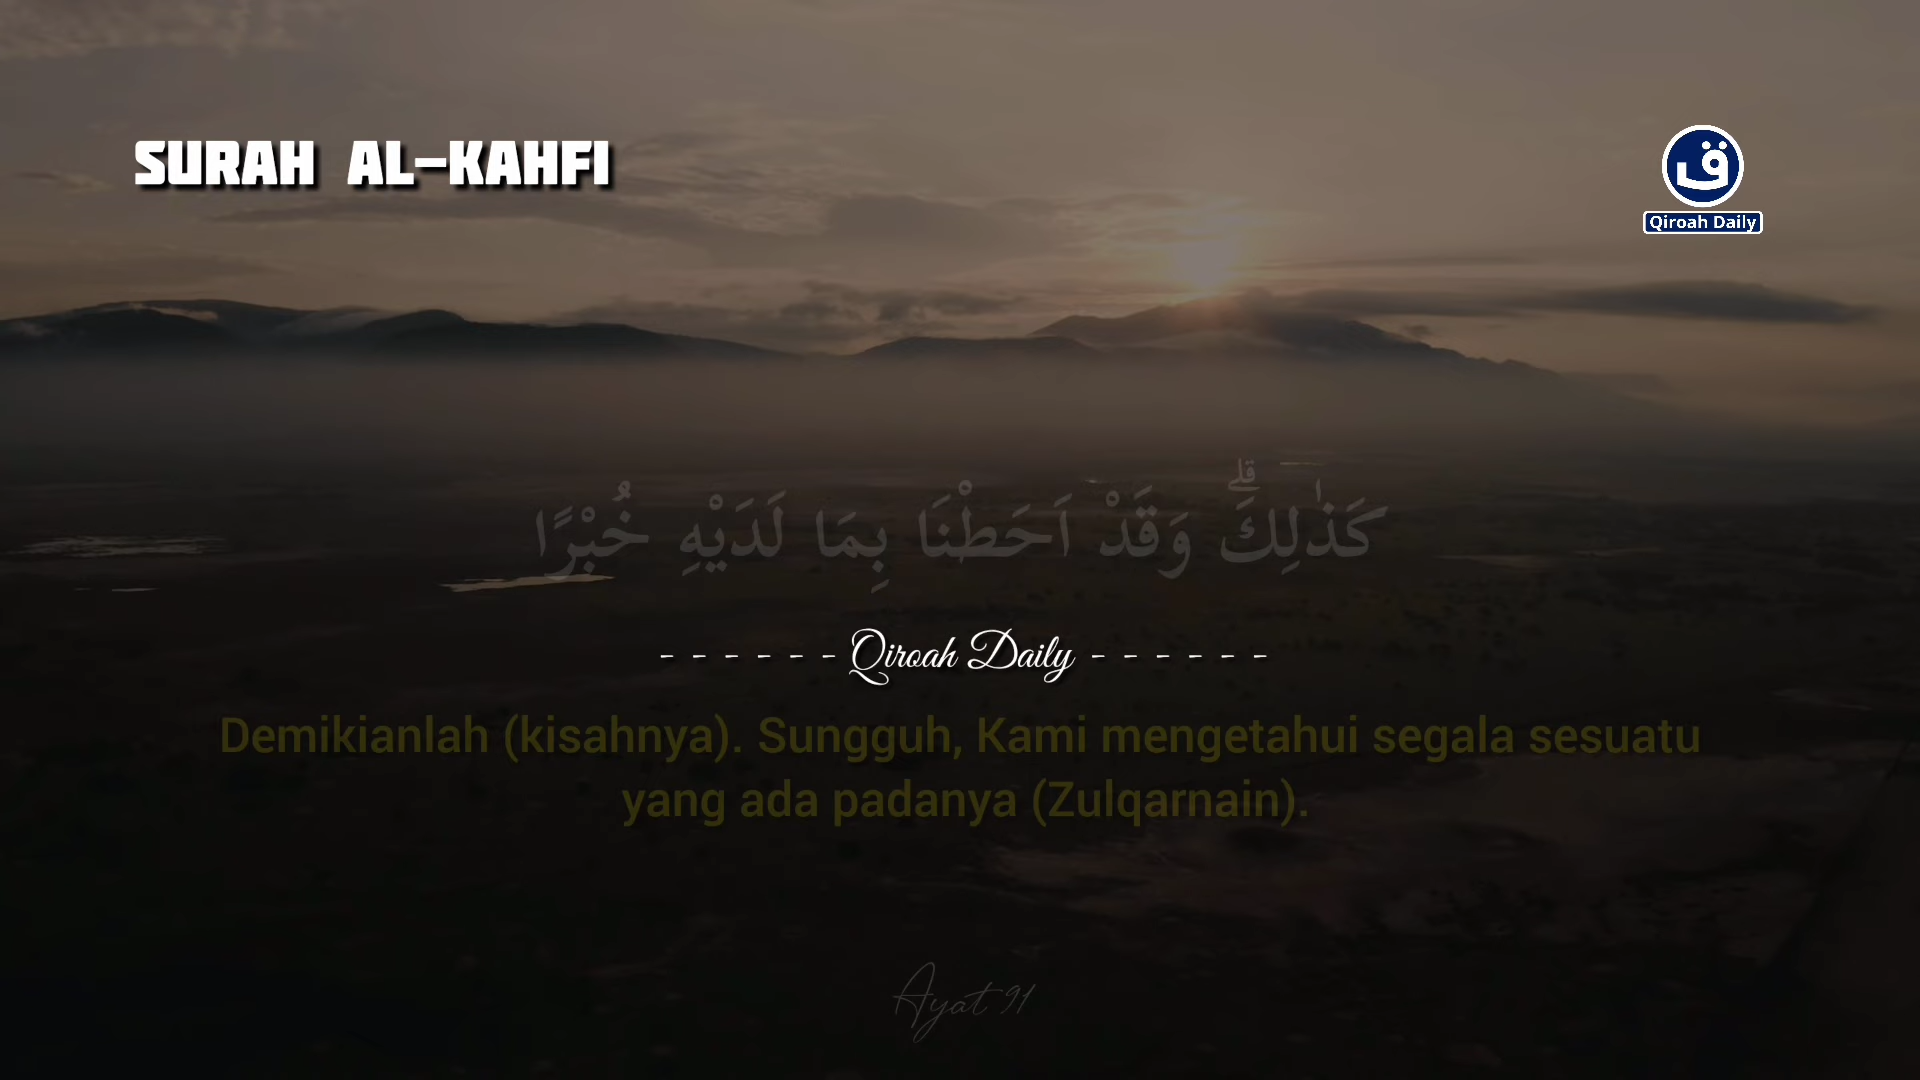 SURAH AL-KAHFI
ق
Qiroah Daily
كَذٰلِكَۗ وَقَدْ اَحَطْنَا بِمَا لَدَيْهِ خُبْرًا
- - - - - - Qiroah Daily - - - - - -
Demikianlah (kisahnya). Sungguh, Kami mengetahui segala sesuatu
yang ada padanya (Zulqarnain).
Ayat 91